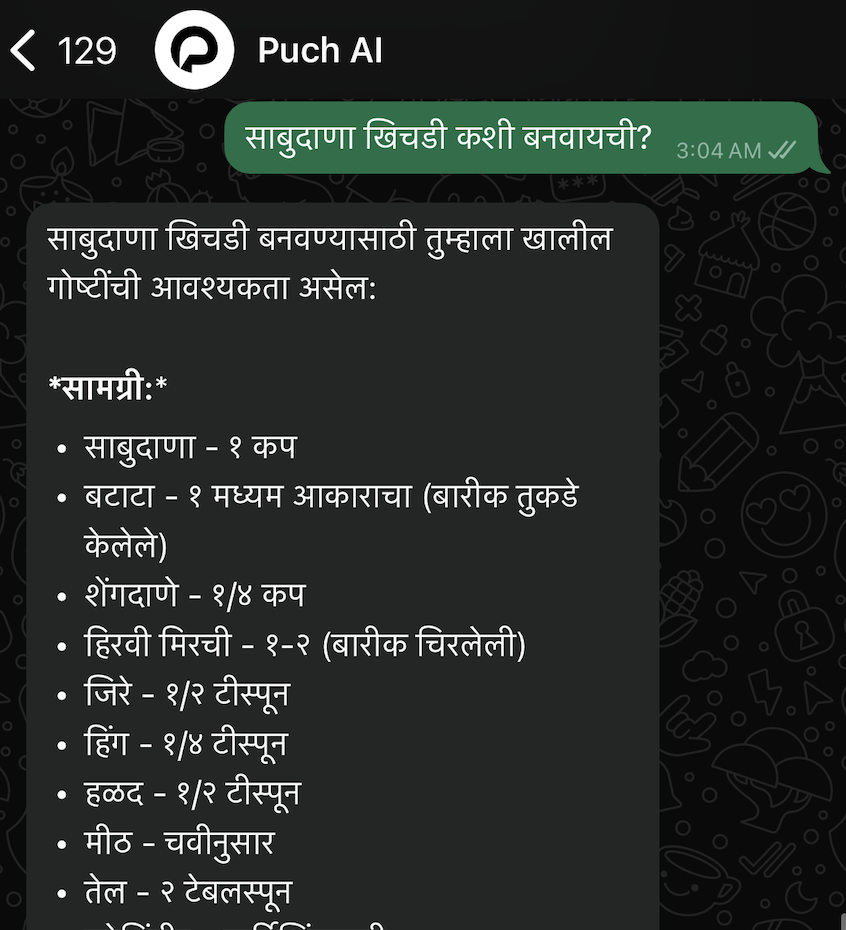 129
Puch AI
साबुदाणा खिचडी कशी बनवायची?
3:04 AM
साबुदाणा खिचडी बनवण्यासाठी तुम्हाला खालील
गोष्टींची आवश्यकता असेल:
*सामग्री:*
• साबुदाणा - १ कप
• बटाटा - १ मध्यम आकाराचा (बारीक तुकडे
केलेले)
• शेंगदाणे - १/४ कप
• हिरवी मिरची - १-२ (बारीक चिरलेली)
• जिरे - १/२ टीस्पून
• हिंग - १/४ टीस्पून
• हळद - १/२ टीस्पून
• मीठ - चवीनुसार
• तेल - २ टेबलस्पून